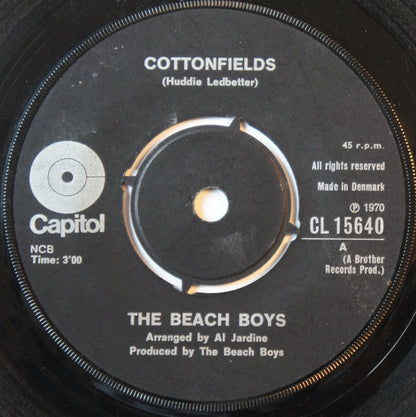 COTTONFIELDS
(Huddie Ledbetter)
45 r.p.m.
All rights reserved
Made in Denmark
℗ 1970
CL 15640
A
(A Brother
Records Prod.)
Capitol
NCB
Time: 3'00
THE BEACH BOYS
Arranged by Al Jardine
Produced by The Beach Boys